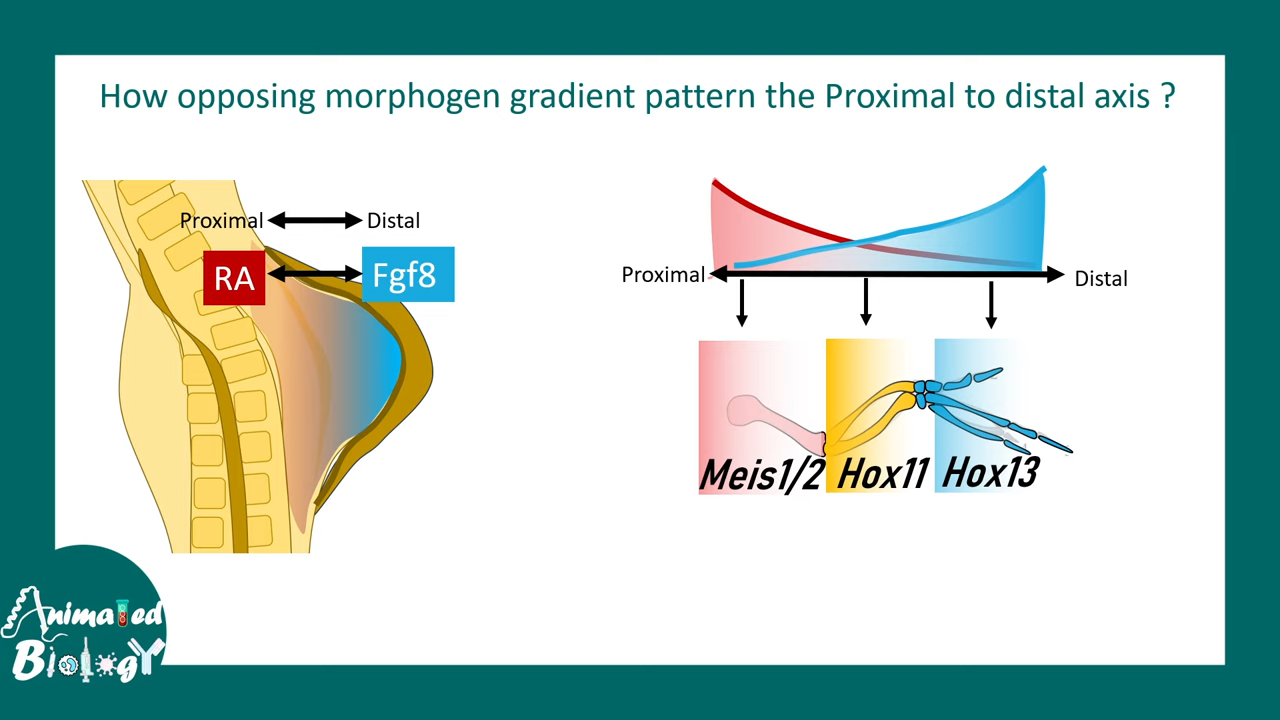 How opposing morphogen gradient pattern the Proximal to distal axis ?
Proximal
Distal
RA
Fgf8
Proximal
Distal
Meis1/2
Hox11
Hox13
Animated
Biology